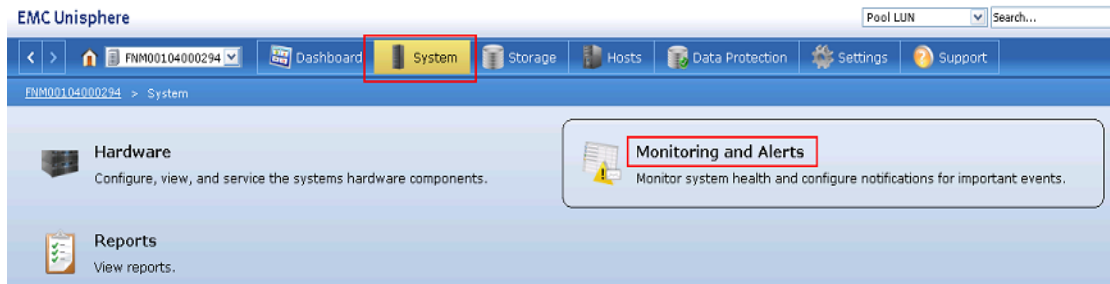 EMC Unisphere
Pool LUN Search...
FNM00104000294 Dashboard System Storage Hosts Data Protection Settings Support
FNM00104000294 > System
Hardware
Configure, view, and service the systems hardware components.
Monitoring and Alerts
Monitor system health and configure notifications for important events.
Reports
View reports.